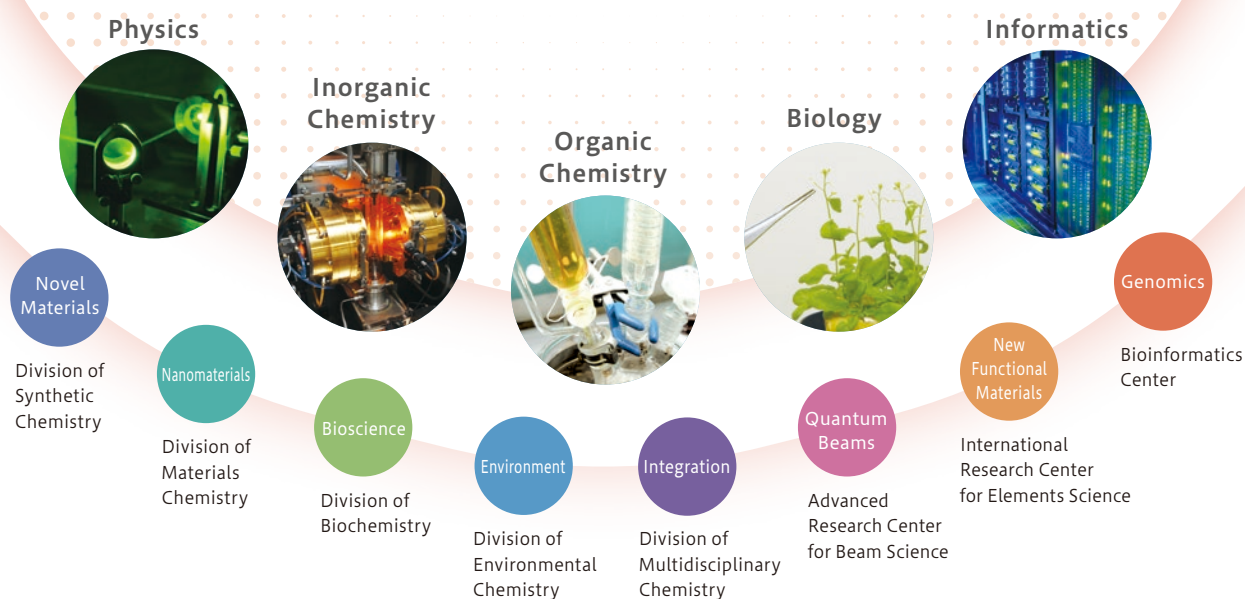 Physics
Inorganic
Chemistry
Organic
Chemistry
Biology
Informatics
Novel
Materials
Division of
Synthetic
Chemistry
Nanomaterials
Division of
Materials
Chemistry
Bioscience
Division of
Biochemistry
Environment
Division of
Environmental
Chemistry
Integration
Division of
Multidisciplinary
Chemistry
Quantum
Beams
Advanced
Research Center
for Beam Science
New
Functional
Materials
International
Research Center
for Elements Science
Genomics
Bioinformatics
Center